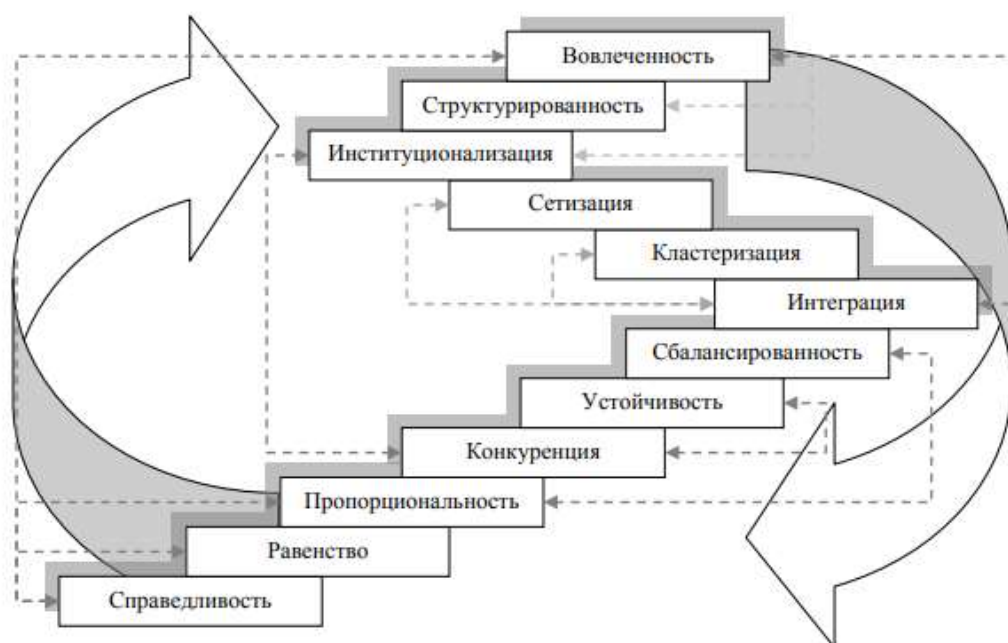 Вовлеченность
Структурированность
Институционализация
Сетизация
Кластеризация
Интеграция
Сбалансированность
Устойчивость
Конкуренция
Пропорциональность
Равенство
Справедливость